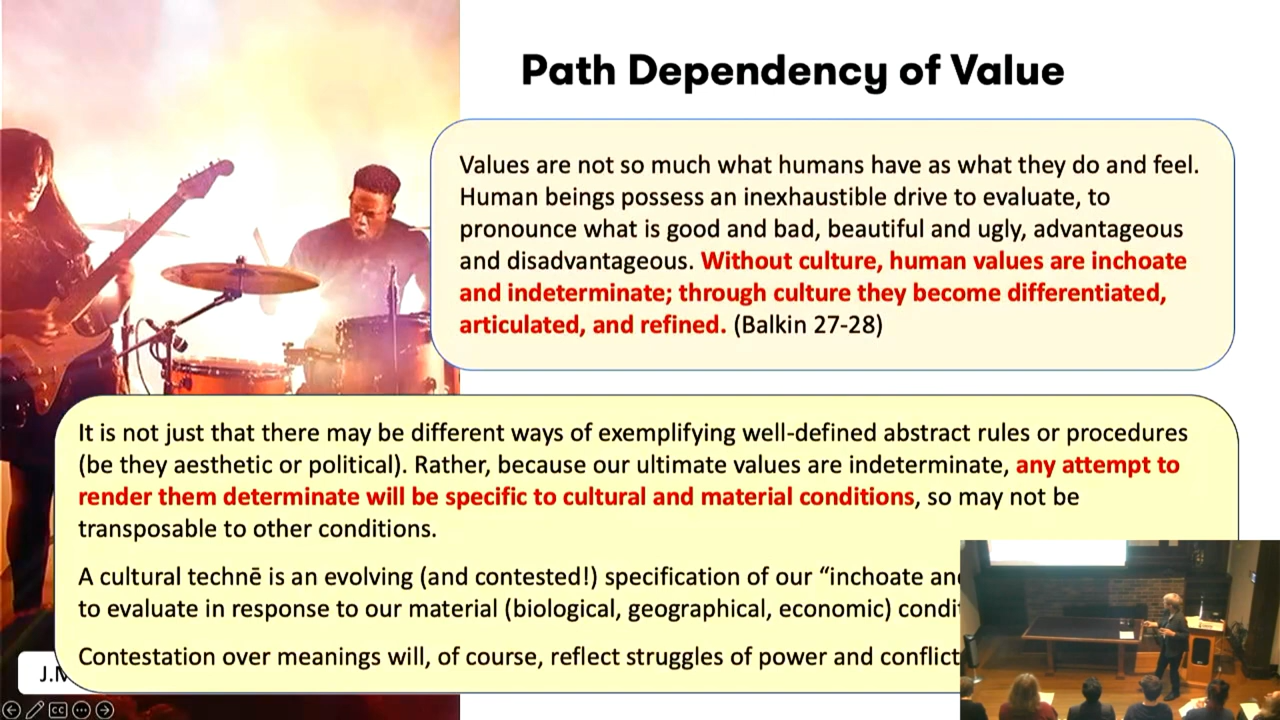 Path Dependency of Value
Values are not so much what humans have as what they do and feel.
Human beings possess an inexhaustible drive to evaluate, to
pronounce what is good and bad, beautiful and ugly, advantageous
and disadvantageous. Without culture, human values are inchoate
and indeterminate; through culture they become differentiated,
articulated, and refined. (Balkin 27-28)
It is not just that there may be different ways of exemplifying well-defined abstract rules or procedures
(be they aesthetic or political). Rather, because our ultimate values are indeterminate, any attempt to
render them determinate will be specific to cultural and material conditions, so may not be
transposable to other conditions.
A cultural technē is an evolving (and contested!) specification of our “inchoate
to evaluate in response to our material (biological, geographical, economic)
Contestation over meanings will, of course, reflect struggles of power and
J.M
CC